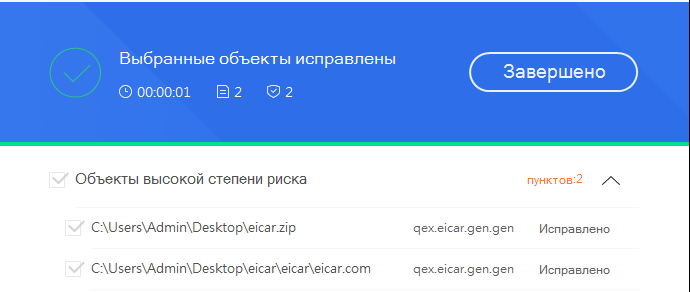 Выбранные объекты исправлены
00:00:01 2 2
Завершено
Объекты высокой степени риска пунктов:2
C:\Users\Admin\Desktop\eicar.zip qex.eicar.gen.gen Исправлено
C:\Users\Admin\Desktop\eicar\eicar\eicar.com qex.eicar.gen.gen Исправлено